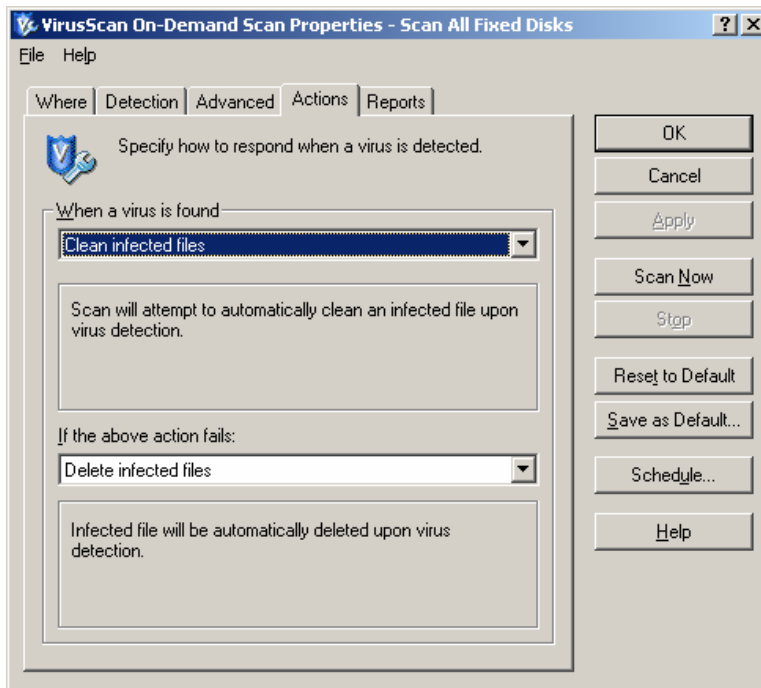 VirusScan On-Demand Scan Properties - Scan All Fixed Disks
File Help
Where Detection Advanced Actions Reports
Specify how to respond when a virus is detected.
When a virus is found
Clean infected files
Scan will attempt to automatically clean an infected file upon
virus detection.
If the above action fails:
Delete infected files
Infected file will be automatically deleted upon virus
detection.
OK
Cancel
Apply
Scan Now
Stop
Reset to Default
Save as Default...
Schedule...
Help